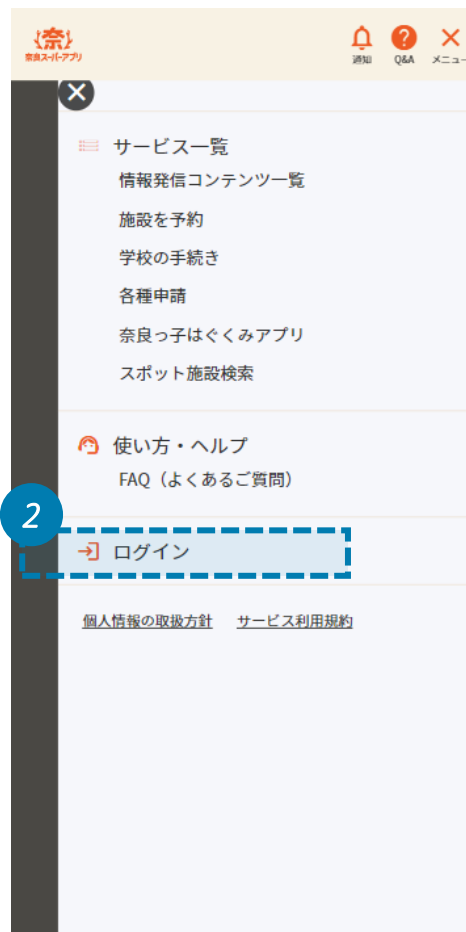 奈
奈良スーパーアプリ
通知 Q&A メニュー
サービス一覧
情報発信コンテンツ一覧
施設を予約
学校の手続き
各種申請
奈良っ子はぐくみアプリ
スポット施設検索
使い方・ヘルプ
FAQ（よくあるご質問）
2
ログイン
個人情報の取扱方針 サービス利用規約